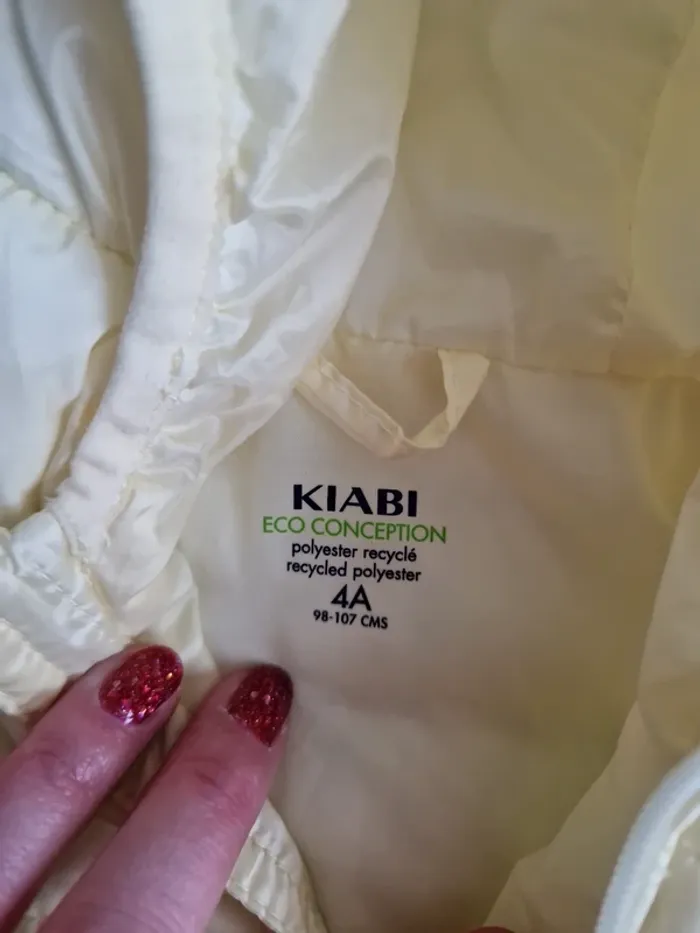 KIABI
ECO CONCEPTION
polyester recyclé
recycled polyester
4A
98-107 CMS